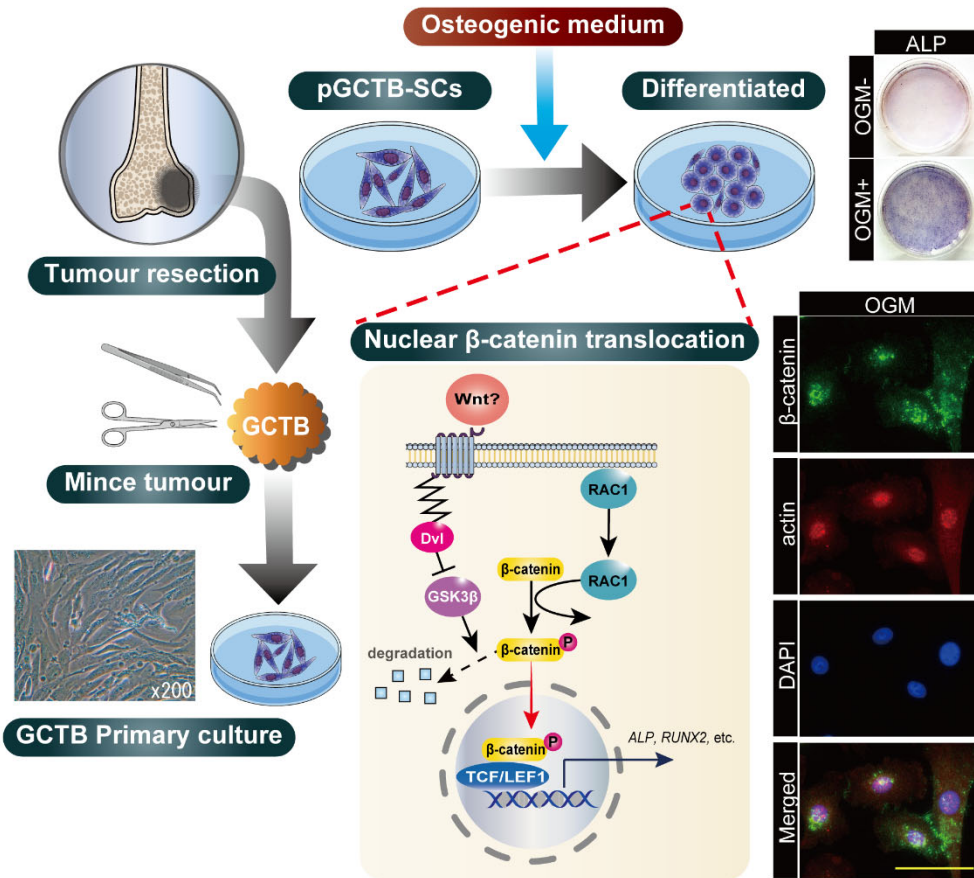 Osteogenic medium
pGCTB-SCs
Differentiated
ALP
OGM-
OGM+
Tumour resection
GCTB
Mince tumour
x200
GCTB Primary culture
Nuclear β-catenin translocation
Wnt?
Dvl
GSK3β
RAC1
RAC1
β-catenin
β-catenin
P
degradation
β-catenin
P
TCF/LEF1
ALP, RUNX2, etc.
OGM
β-catenin
actin
DAPI
Merged